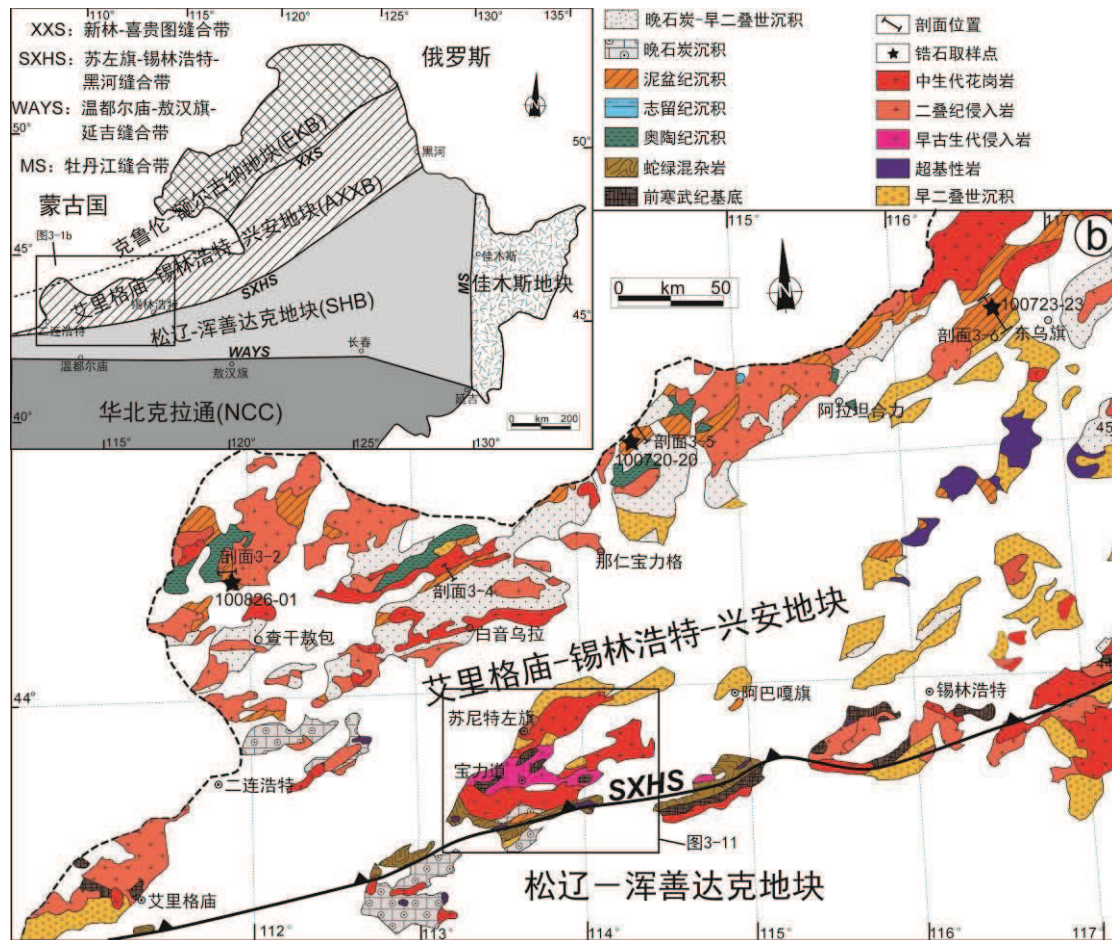 XXS：新林-喜贵图缝合带
SXHS：苏左旗-锡林浩特-
黑河缝合带
WAYS：温都尔庙-敖汉旗-
延吉缝合带
MS：牡丹江缝合带
俄罗斯
蒙古国
135°
50°
50°
45°
45°
40°
110°
115°
120°
125°
130°
N
黑河
克鲁伦-额尔古纳地块(EKB)
XXS
艾里格庙-锡林浩特-兴安地块(AXXB)
图3-1b
锡林浩特
二连浩特
SXHS
松辽-浑善达克地块(SHB)
MS
佳木斯
佳木斯地块
WAYS
温都尔庙
敖汉旗
长春
延吉
华北克拉通(NCC)
0 km 200
晚石炭-早二叠世沉积
晚石炭沉积
泥盆纪沉积
志留纪沉积
奥陶纪沉积
蛇绿混杂岩
前寒武纪基底
剖面位置
锆石取样点
中生代花岗岩
二叠纪侵入岩
早古生代侵入岩
超基性岩
早二叠世沉积
b
115°
116°
117°
0 km 50
N
100723-23
剖面3-6
东乌旗
阿拉坦合力
45
剖面3-5
100720-20
那仁宝力格
剖面3-2
100826-01
剖面3-4
查干敖包
白音乌拉
艾里格庙-锡林浩特-兴安地块
44°
阿巴嘎旗
锡林浩特
苏尼特左旗
宝力道
SXHS
二连浩特
图3-11
艾里格庙
松辽-浑善达克地块
112°
113°
114°
115°
116°
117°